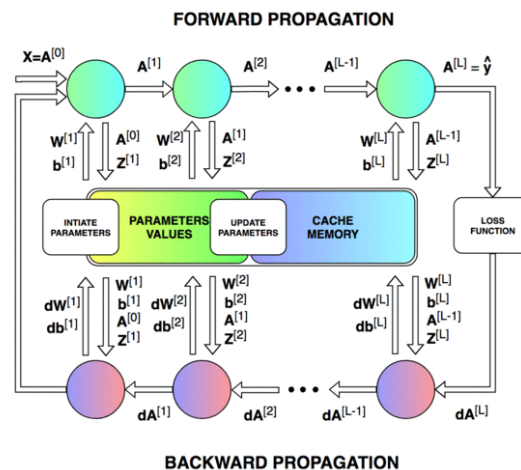 FORWARD PROPAGATION
X=A[0]
A[1]
A[2]
A[L-1]
A[L] = ŷ
W[1]
b[1]
A[0]
Z[1]
W[2]
b[2]
A[1]
Z[2]
W[L]
b[L]
A[L-1]
Z[L]
INTIATE
PARAMETERS
PARAMETERS
VALUES
UPDATE
PARAMETERS
CACHE
MEMORY
LOSS
FUNCTION
dW[1]
db[1]
W[1]
b[1]
A[0]
Z[1]
dW[2]
db[2]
W[2]
b[2]
A[1]
Z[2]
dW[L]
db[L]
W[L]
b[L]
A[L-1]
Z[L]
dA[1]
dA[2]
dA[L-1]
dA[L]
BACKWARD PROPAGATION